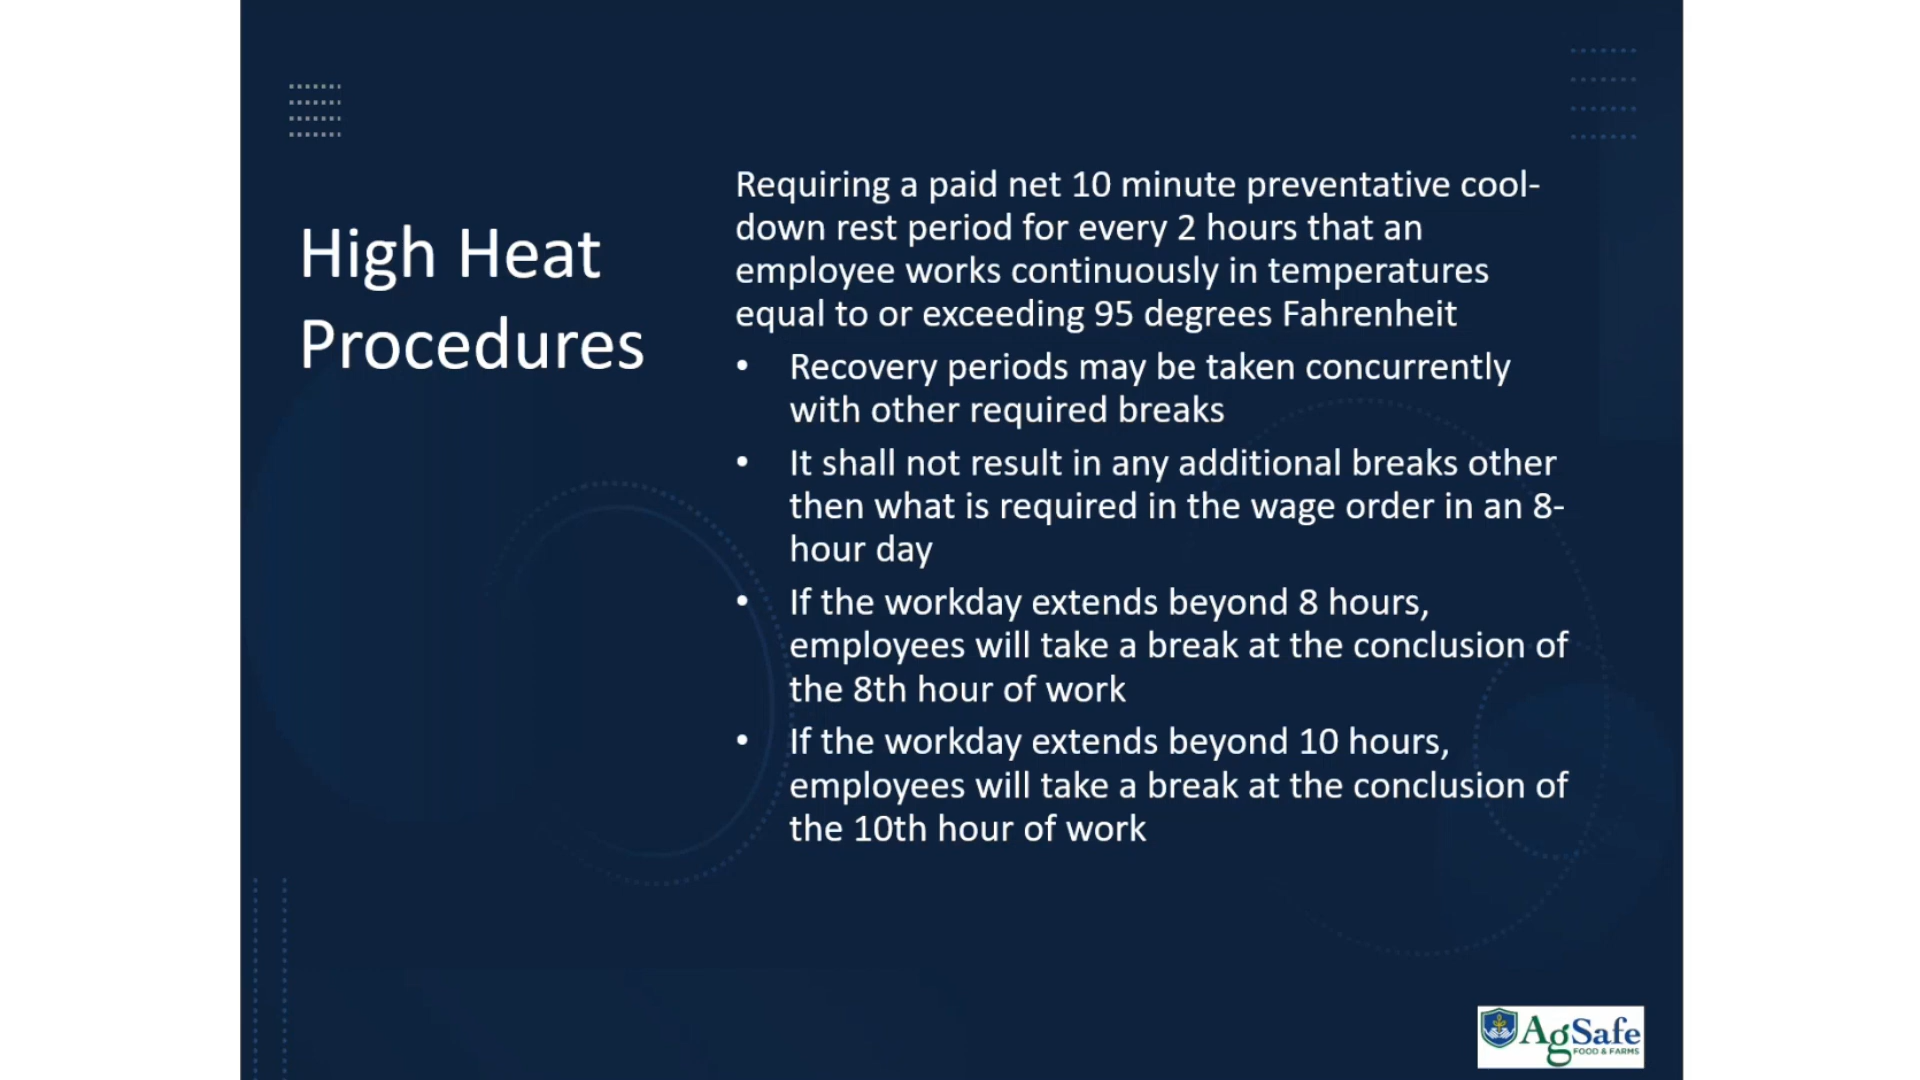 High Heat
Procedures
Requiring a paid net 10 minute preventative cool-
down rest period for every 2 hours that an
employee works continuously in temperatures
equal to or exceeding 95 degrees Fahrenheit
• Recovery periods may be taken concurrently
with other required breaks
• It shall not result in any additional breaks other
then what is required in the wage order in an 8-
hour day
• If the workday extends beyond 8 hours,
employees will take a break at the conclusion of
the 8th hour of work
• If the workday extends beyond 10 hours,
employees will take a break at the conclusion of
the 10th hour of work
AgSafe
FOOD & FARMS